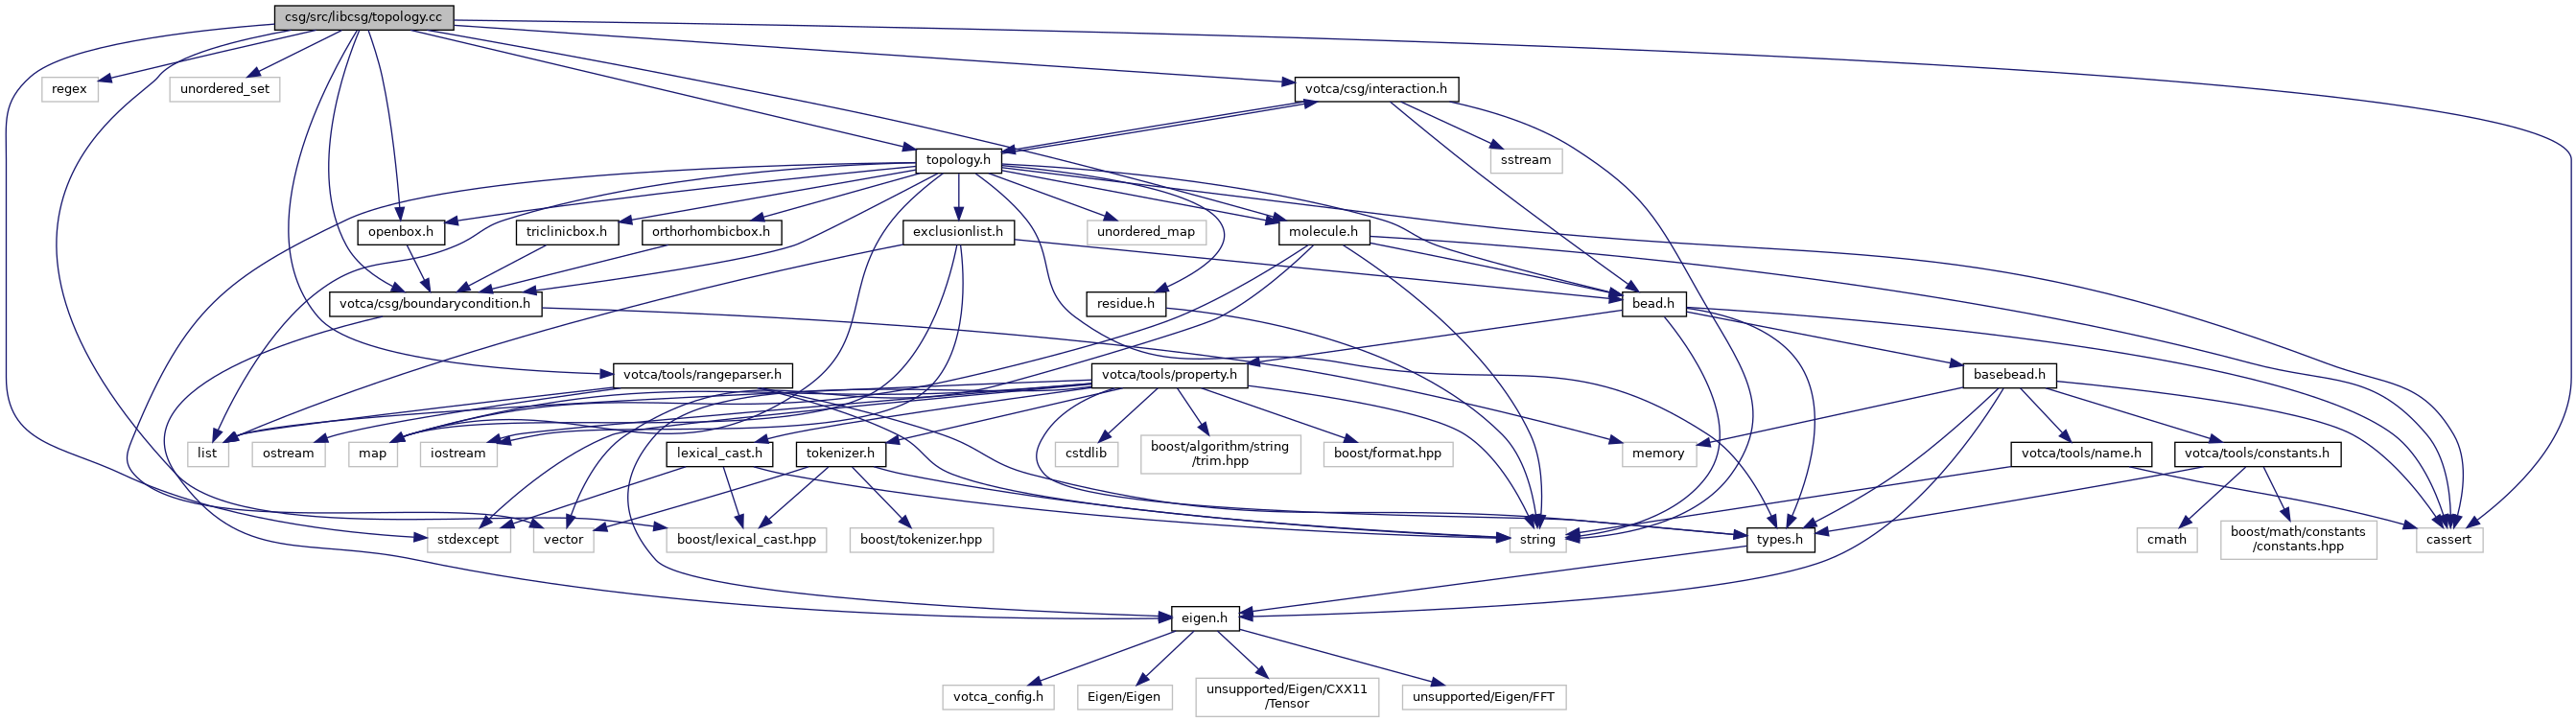 csg/src/libcsg/topology.cc
regex
unordered_set
votca/csg/interaction.h
topology.h
sstream
openbox.h
triclinicbox.h
orthorhombicbox.h
exclusionlist.h
unordered_map
molecule.h
votca/csg/boundarycondition.h
residue.h
bead.h
votca/tools/rangeparser.h
votca/tools/property.h
basebead.h
list
ostream
map
iostream
lexical_cast.h
tokenizer.h
cstdlib
boost/algorithm/string
/trim.hpp
boost/format.hpp
memory
votca/tools/name.h
votca/tools/constants.h
stdexcept
vector
boost/lexical_cast.hpp
boost/tokenizer.hpp
string
types.h
cmath
boost/math/constants
/constants.hpp
cassert
eigen.h
votca_config.h
Eigen/Eigen
unsupported/Eigen/CXX11
/Tensor
unsupported/Eigen/FFT